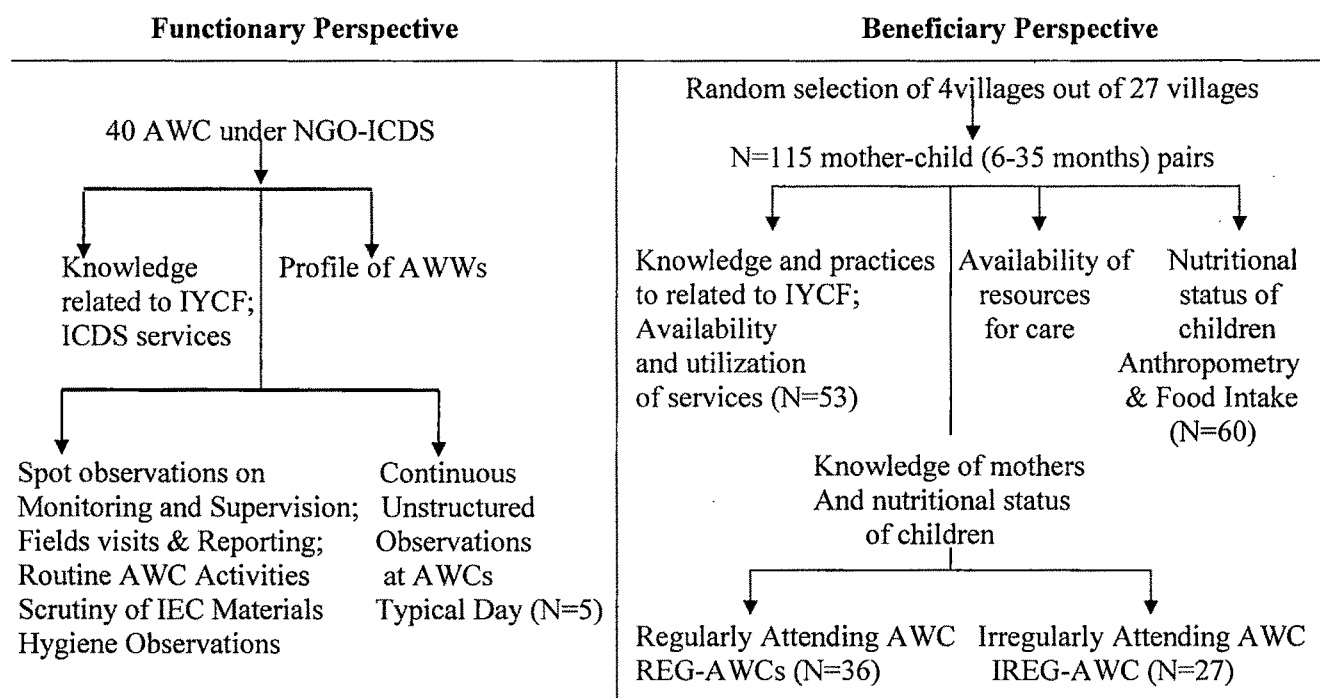 Functionary Perspective
40 AWC under NGO-ICDS
Knowledge
related to IYCF;
ICDS services
Profile of AWWs
Spot observations on
Monitoring and Supervision;
Fields visits & Reporting;
Routine AWC Activities
Scrutiny of IEC Materials
Hygiene Observations
Continuous
Unstructured
Observations
at AWCs
Typical Day (N=5)
Beneficiary Perspective
Random selection of 4villages out of 27 villages
N=115 mother-child (6-35 months) pairs
Knowledge and practices
to related to IYCF;
Availability
and utilization
of services (N=53)
Availability of
resources
for care
Nutritional
status of
children
Anthropometry
& Food Intake
(N=60)
Knowledge of mothers
And nutritional status
of children
Regularly Attending AWC
REG-AWCs (N=36)
Irregularly Attending AWC
IREG-AWC (N=27)